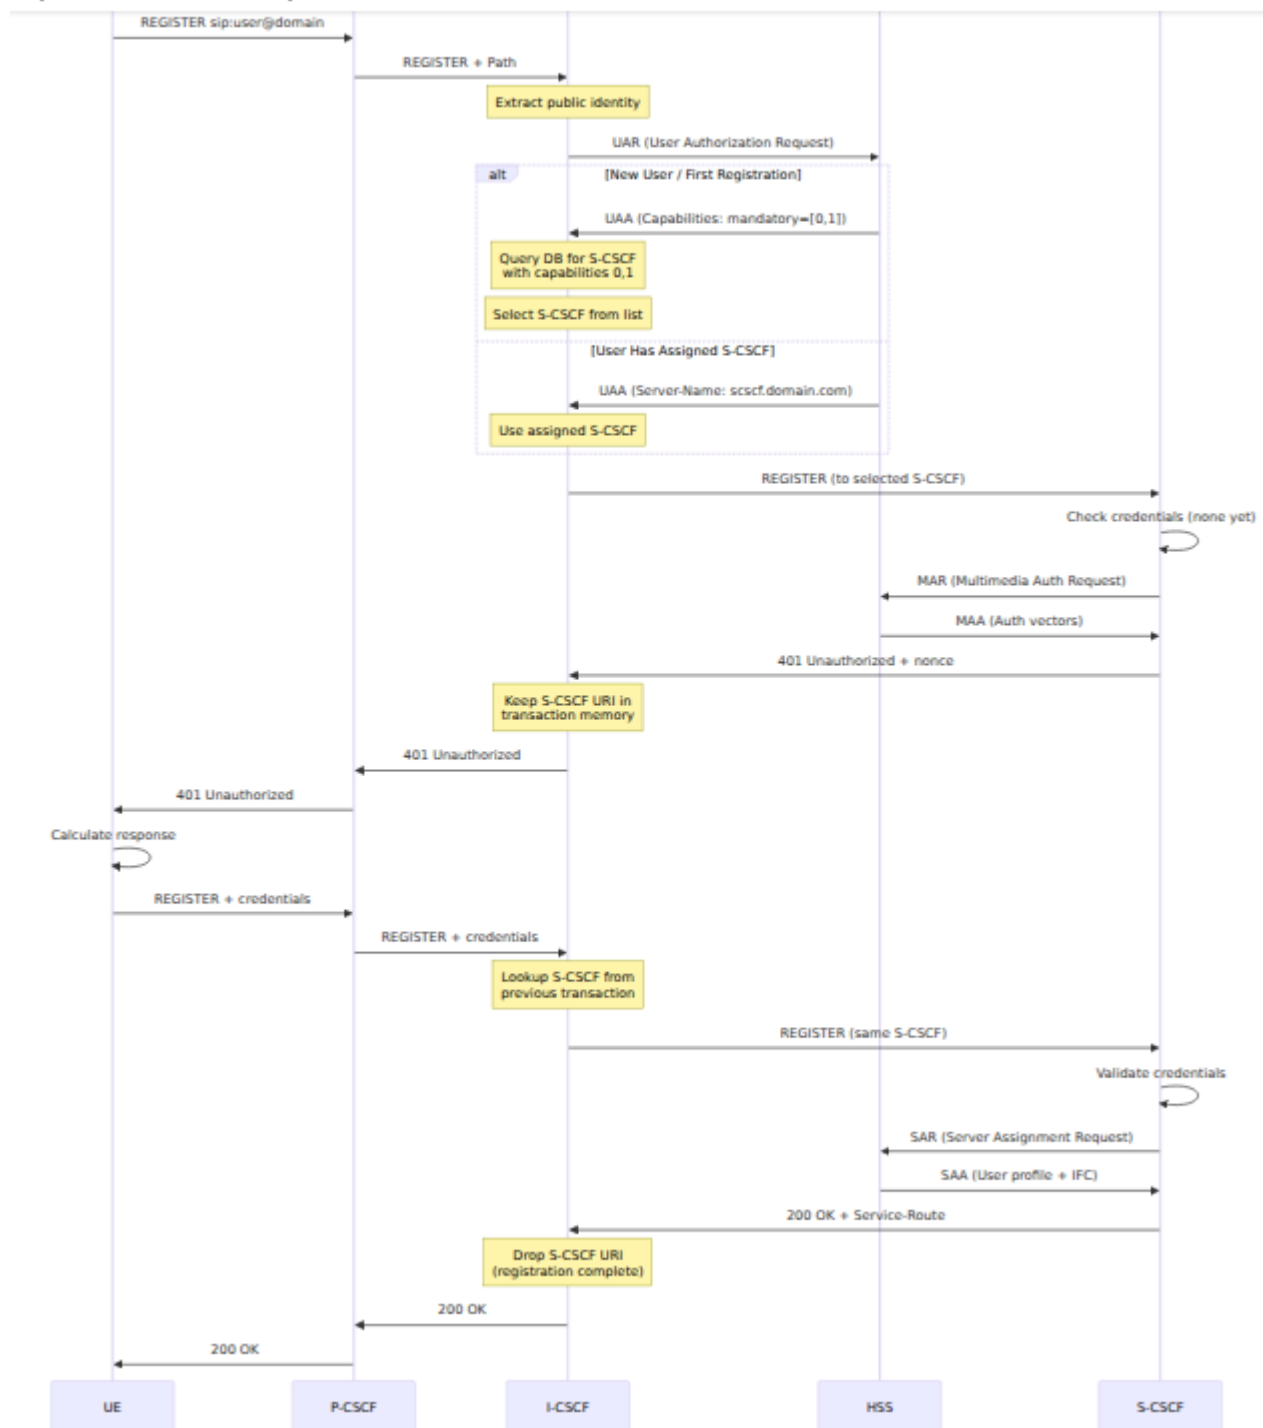 REGISTER sip:user@domain
REGISTER + Path
Extract public identity
UAR (User Authorization Request)
alt
[New User / First Registration]
UAA (Capabilities: mandatory=[0,1])
Query DB for S-CSCF
with capabilities 0,1
Select S-CSCF from list
[User Has Assigned S-CSCF]
UAA (Server-Name: scscf.domain.com)
Use assigned S-CSCF
REGISTER (to selected S-CSCF)
Check credentials (none yet)
MAR (Multimedia Auth Request)
MAA (Auth vectors)
401 Unauthorized + nonce
Keep S-CSCF URI in
transaction memory
401 Unauthorized
401 Unauthorized
Calculate response
REGISTER + credentials
REGISTER + credentials
Lookup S-CSCF from
previous transaction
REGISTER (same S-CSCF)
Validate credentials
SAR (Server Assignment Request)
SAA (User profile + IFC)
200 OK + Service-Route
Drop S-CSCF URI
(registration complete)
200 OK
200 OK
UE
P-CSCF
I-CSCF
HSS
S-CSCF